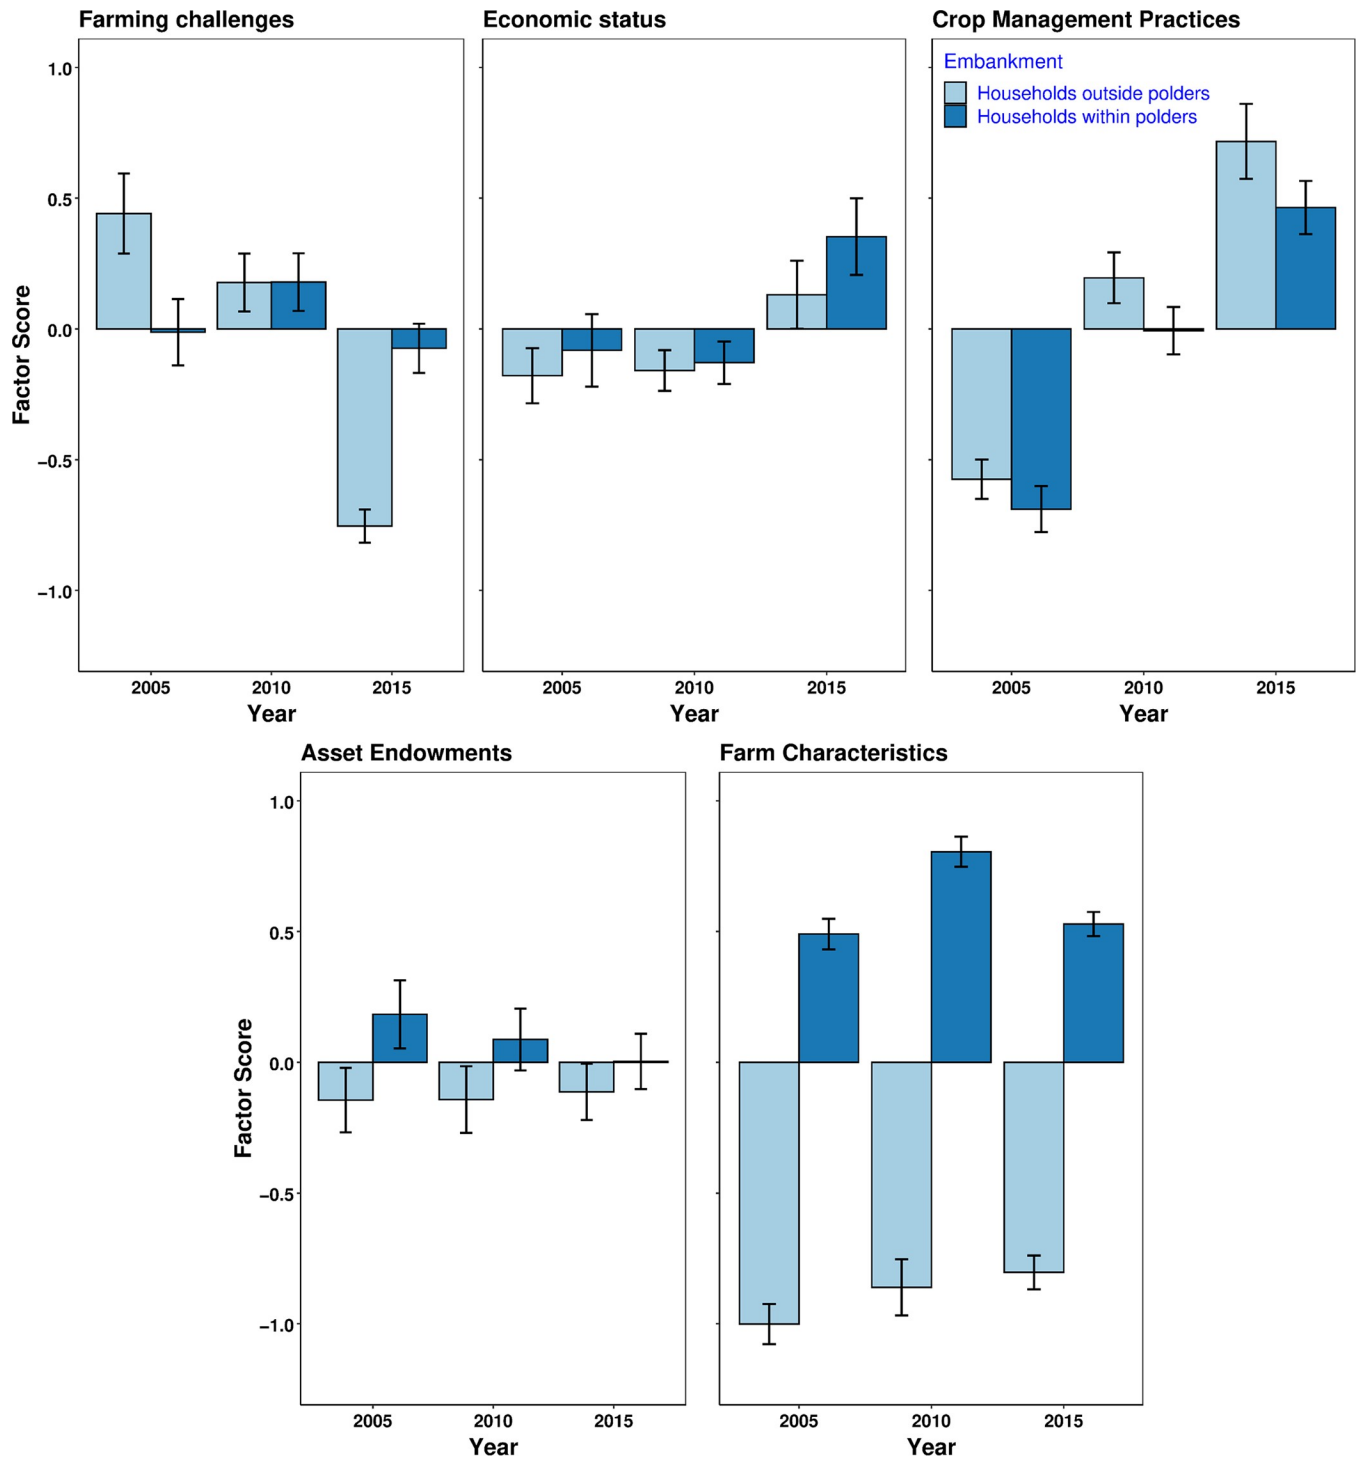 Farming challenges
Economic status
Crop Management Practices
Embankment
Households outside polders
Households within polders
Factor Score
1.0
0.5
0.0
−0.5
−1.0
2005 2010 2015
2005 2010 2015
2005 2010 2015
Year
Year
Year
Asset Endowments
Farm Characteristics
Factor Score
1.0
0.5
0.0
−0.5
−1.0
2005 2010 2015
2005 2010 2015
Year
Year